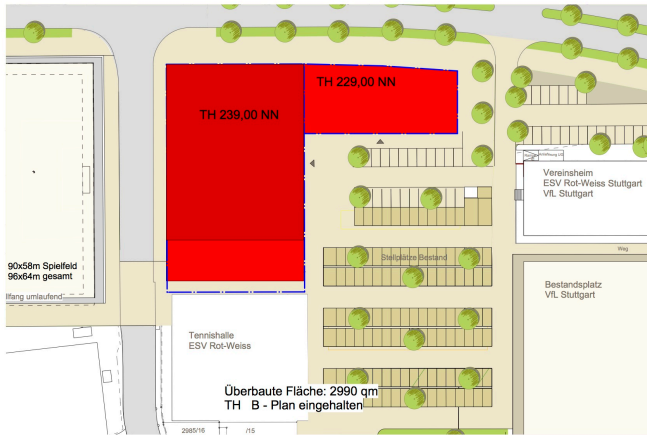 TH 229,00 NN
TH 239,00 NN
Vereinsheim
ESV Rot-Weiss Stuttgart
VfL Stuttgart
Weg
90x58m Spielfeld
96x64m gesamt
llfang umlaufend
Stellplätze Bestand
Bestandsplatz
VfL Stuttgart
Tennishalle
ESV Rot-Weiss
Überbaute Fläche: 2990 qm
TH B - Plan eingehalten
2985/16
/15